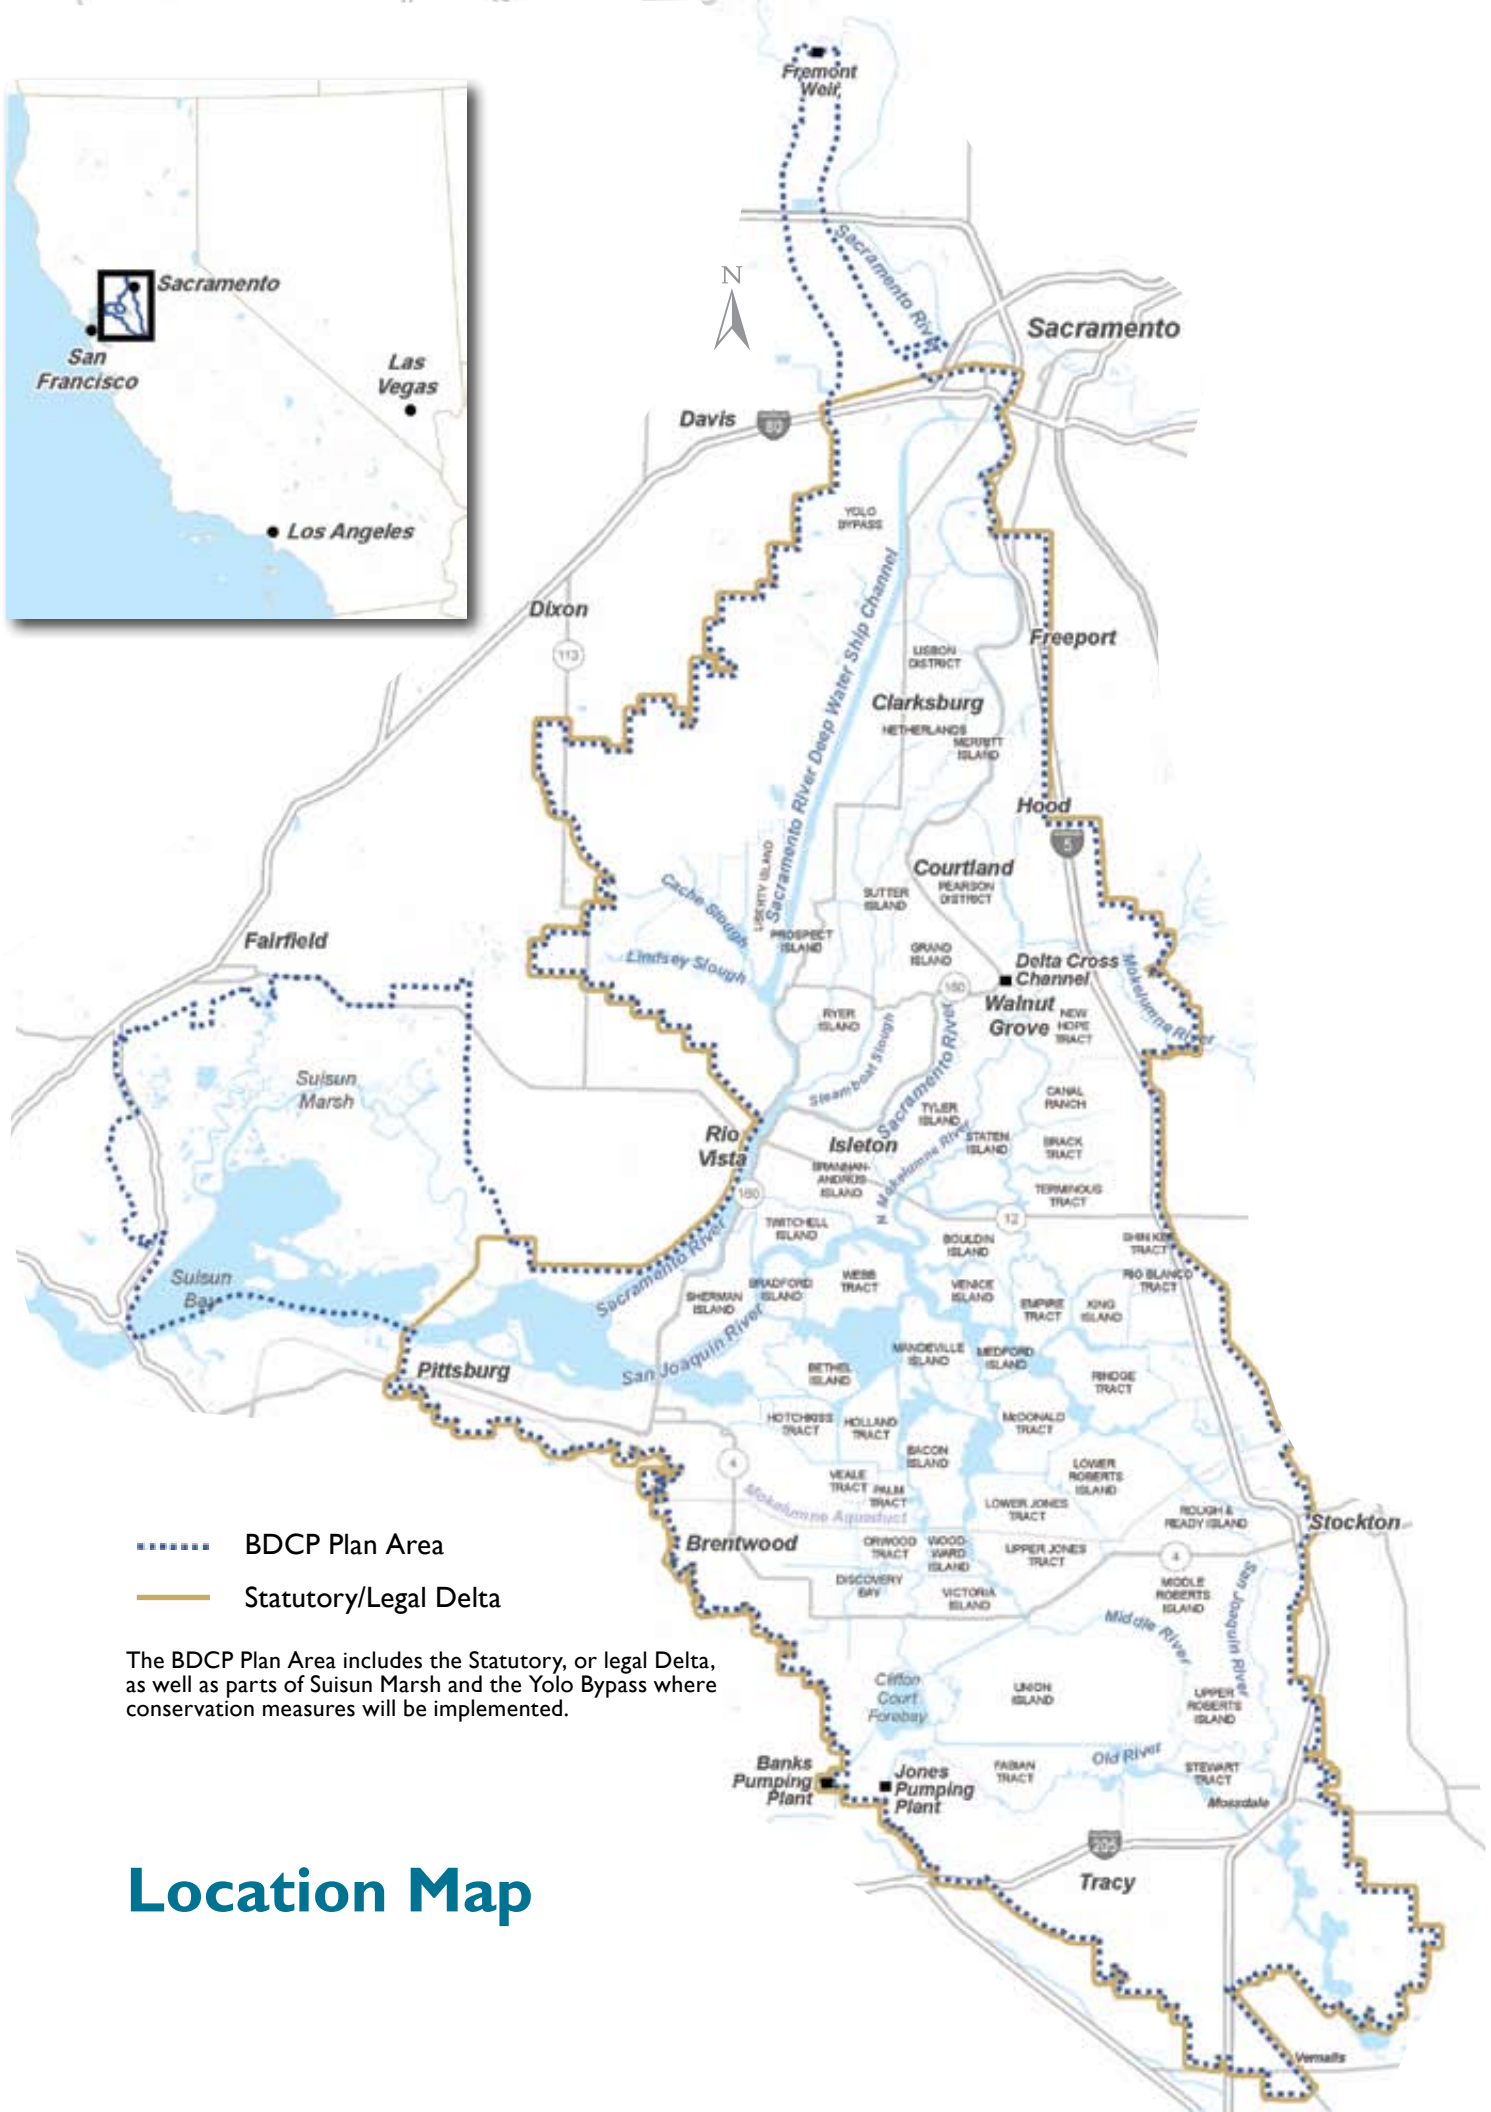 Fremont
Weir
Sacramento River
N
Sacramento
Sacramento
San
Francisco
Las
Vegas
Los Angeles
Davis
80
YOLO
BYPASS
Sacramento River Deep Water Ship Channel
Dixon
113
Freeport
LISBON
DISTRICT
Clarksburg
NETHERLANDS
MERRITT
ISLAND
Hood
5
LIBERTY ISLAND
Courtland
PEARSON
DISTRICT
SUTTER
ISLAND
Cache Slough
Lindsey Slough
PROSPECT
ISLAND
GRAND
ISLAND
Delta Cross
Channel
Mokelumne River
Fairfield
160
Walnut
Grove
NEW
HOPE
TRACT
RYER
ISLAND
Steamboat Slough
Sacramento River
Suisun
Marsh
CANAL
RANCH
TYLER
ISLAND
Rio
Vista
Isleton
N. Mokelumne River
STATEN
ISLAND
BRACK
TRACT
BRANNAN-
ANDRUS
ISLAND
TERMINOUS
TRACT
160
12
TWITCHELL
ISLAND
BOULDIN
ISLAND
SHIN KEE
TRACT
Suisun
Bay
Sacramento River
SHERMAN
ISLAND
BRADFORD
ISLAND
WEBB
TRACT
VENICE
ISLAND
RIO BLANCO
TRACT
EMPIRE
TRACT
KING
ISLAND
San Joaquin River
Pittsburg
MANDEVILLE
ISLAND
MEDFORD
ISLAND
BETHEL
ISLAND
RINDGE
TRACT
HOTCHKISS
TRACT
HOLLAND
TRACT
McDONALD
TRACT
4
BACON
ISLAND
LOWER
ROBERTS
ISLAND
VEALE
TRACT
PALM
TRACT
Mokelumne Aqueduct
LOWER JONES
TRACT
ROUGH &
READY ISLAND
Stockton
BDCP Plan Area
Brentwood
ORWOOD
TRACT
WOOD-
WARD
ISLAND
UPPER JONES
TRACT
4
Statutory/Legal Delta
DISCOVERY
BAY
VICTORIA
ISLAND
MIDDLE
ROBERTS
ISLAND
San Joaquin River
Middle River
The BDCP Plan Area includes the Statutory, or legal Delta,
as well as parts of Suisun Marsh and the Yolo Bypass where
conservation measures will be implemented.
Clifton
Court
Forebay
UNION
ISLAND
UPPER
ROBERTS
ISLAND
Banks
Pumping
Plant
Jones
Pumping
Plant
FABIAN
TRACT
Old River
STEWART
TRACT
Mossdale
205
Tracy
Location Map
Vernalis